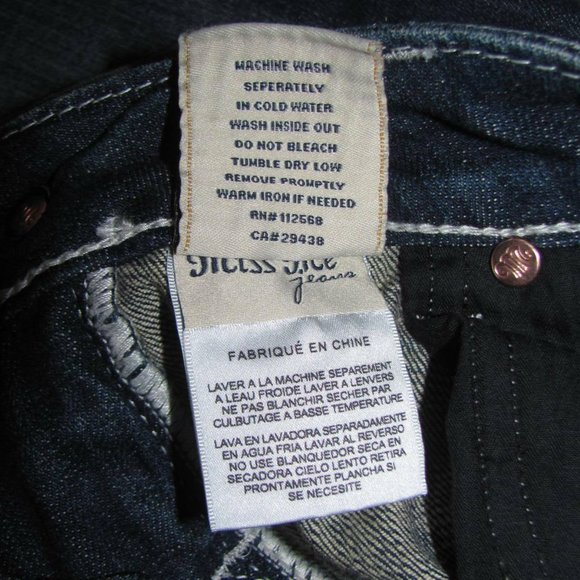 MACHINE WASH
SEPERATELY
IN COLD WATER
WASH INSIDE OUT
DO NOT BLEACH
TUMBLE DRY LOW
REMOVE PROMPTLY
WARM IRON IF NEEDED
RN# 112568
CA#29438
jeans
FABRIQUÉ EN CHINE
LAVER A LA MACHINE SEPAREMENT
A LEAU FROIDE LAVER A LENVERS
NE PAS BLANCHIR SECHER PAR
CULBUTAGE A BASSE TEMPERATURE
LAVA EN LAVADORA SEPARADAMENTE
EN AGUA FRIA LAVAR AL REVERSO
NO USE BLANQUEDOR SECA EN
SECADORA CIELO LENTO RETIRA
PRONTAMENTE PLANCHA SI
SE NECESITE